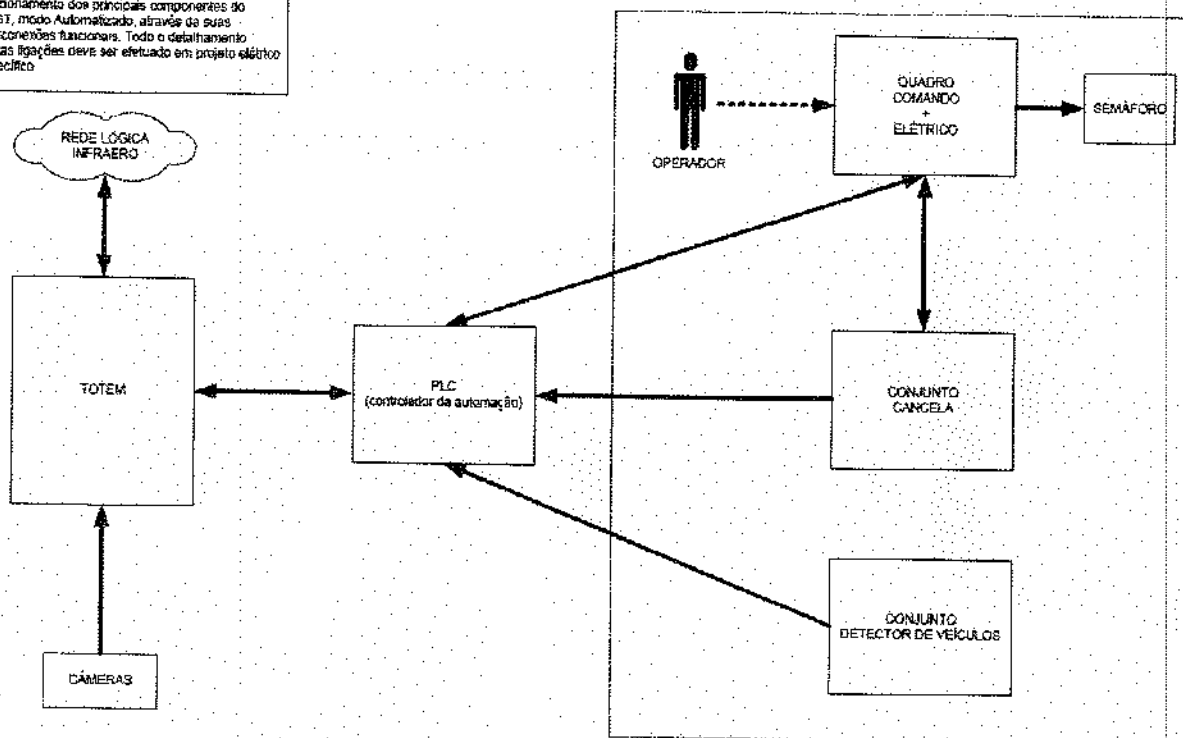 cionamento dos principais componentes do
ST, modo Automatizado, através de suas
conexões funcionais. Todo o detalhamento
as ligações deve ser efetuado em projeto elétrico
ecífico
REDE LÓGICA
INFRAERO
TOTEM
CÂMERAS
PLC
(controlador da automação)
OPERADOR
QUADRO
COMANDO
+
ELÉTRICO
SEMÁFORO
CONJUNTO
CANCELA
CONJUNTO
DETECTOR DE VEÍCULOS